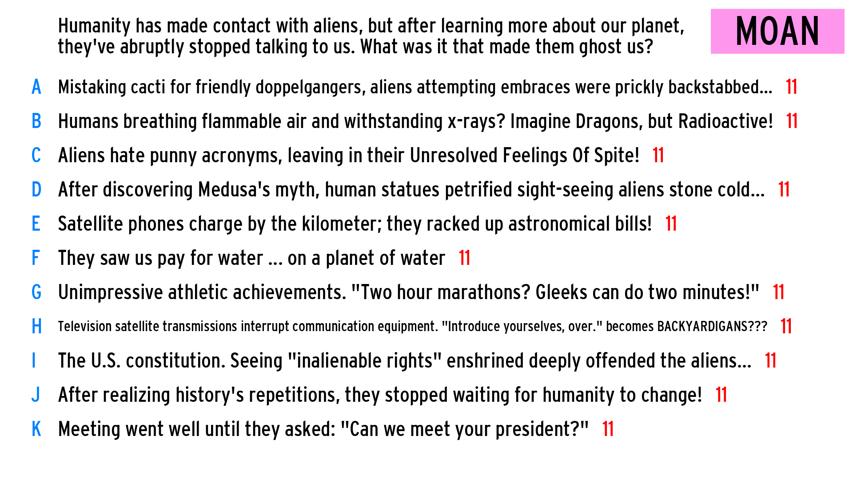 Humanity has made contact with aliens, but after learning more about our planet,
they've abruptly stopped talking to us. What was it that made them ghost us?
MOAN
A Mistaking cacti for friendly doppelgangers, aliens attempting embraces were prickly backstabbed... 11
B Humans breathing flammable air and withstanding x-rays? Imagine Dragons, but Radioactive! 11
C Aliens hate punny acronyms, leaving in their Unresolved Feelings Of Spite! 11
D After discovering Medusa's myth, human statues petrified sight-seeing aliens stone cold... 11
E Satellite phones charge by the kilometer; they racked up astronomical bills! 11
F They saw us pay for water ... on a planet of water 11
G Unimpressive athletic achievements. "Two hour marathons? Gleeks can do two minutes!" 11
H Television satellite transmissions interrupt communication equipment. "Introduce yourselves, over." becomes BACKYARDIGANS??? 11
I The U.S. constitution. Seeing "inalienable rights" enshrined deeply offended the aliens... 11
J After realizing history's repetitions, they stopped waiting for humanity to change! 11
K Meeting went well until they asked: "Can we meet your president?" 11